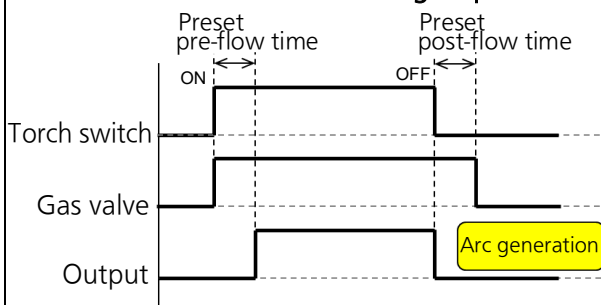 Preset
pre-flow time
Preset
post-flow time
ON
OFF
Torch switch
Gas valve
Arc generation
Output